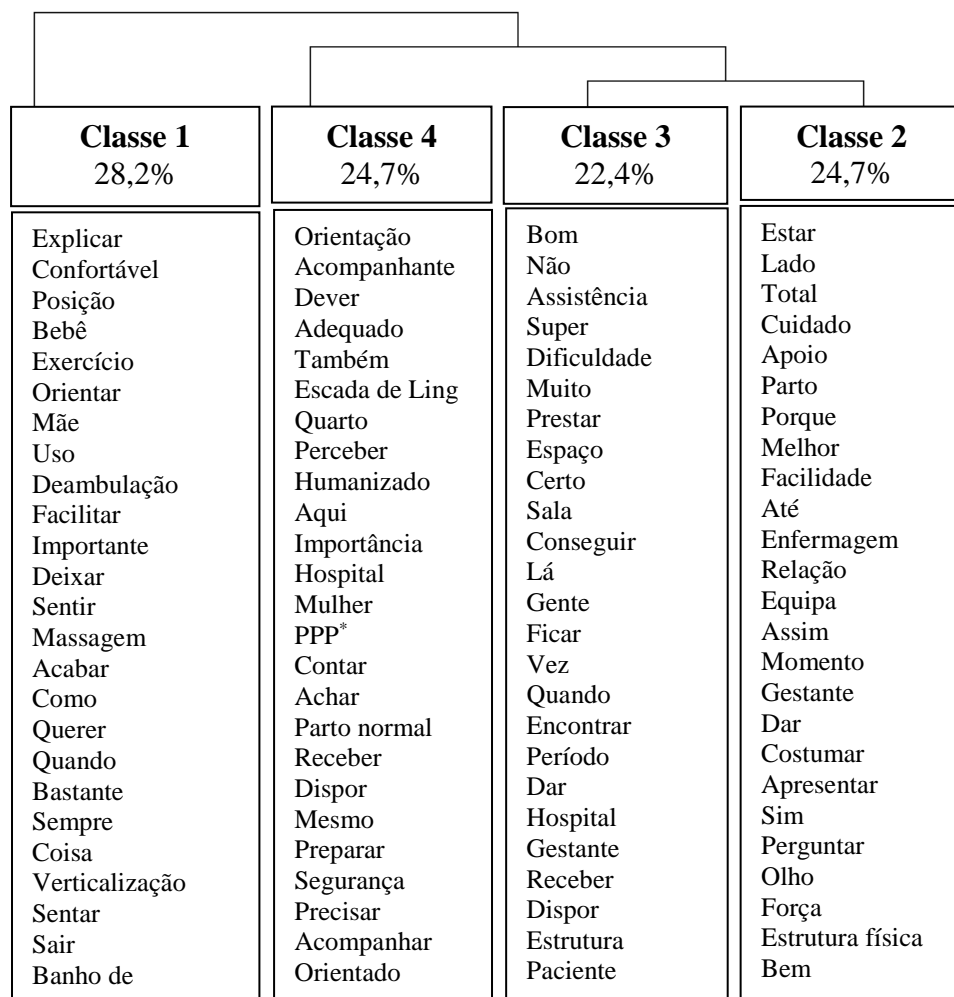 Classe 1
28,2%
Explicar
Confortável
Posição
Bebê
Exercício
Orientar
Mãe
Uso
Deambulação
Facilitar
Importante
Deixar
Sentir
Massagem
Acabar
Como
Querer
Quando
Bastante
Sempre
Coisa
Verticalização
Sentar
Sair
Banho de
Classe 4
24,7%
Orientação
Acompanhante
Dever
Adequado
Também
Escada de Ling
Quarto
Perceber
Humanizado
Aqui
Importância
Hospital
Mulher
PPP*
Contar
Achar
Parto normal
Receber
Dispor
Mesmo
Preparar
Segurança
Precisar
Acompanhar
Orientado
Classe 3
22,4%
Bom
Não
Assistência
Super
Dificuldade
Muito
Prestar
Espaço
Certo
Sala
Conseguir
Lá
Gente
Ficar
Vez
Quando
Encontrar
Período
Dar
Hospital
Gestante
Receber
Dispor
Estrutura
Paciente
Classe 2
24,7%
Estar
Lado
Total
Cuidado
Apoio
Parto
Porque
Melhor
Facilidade
Até
Enfermagem
Relação
Equipa
Assim
Momento
Gestante
Dar
Costumar
Apresentar
Sim
Perguntar
Olho
Força
Estrutura física
Bem